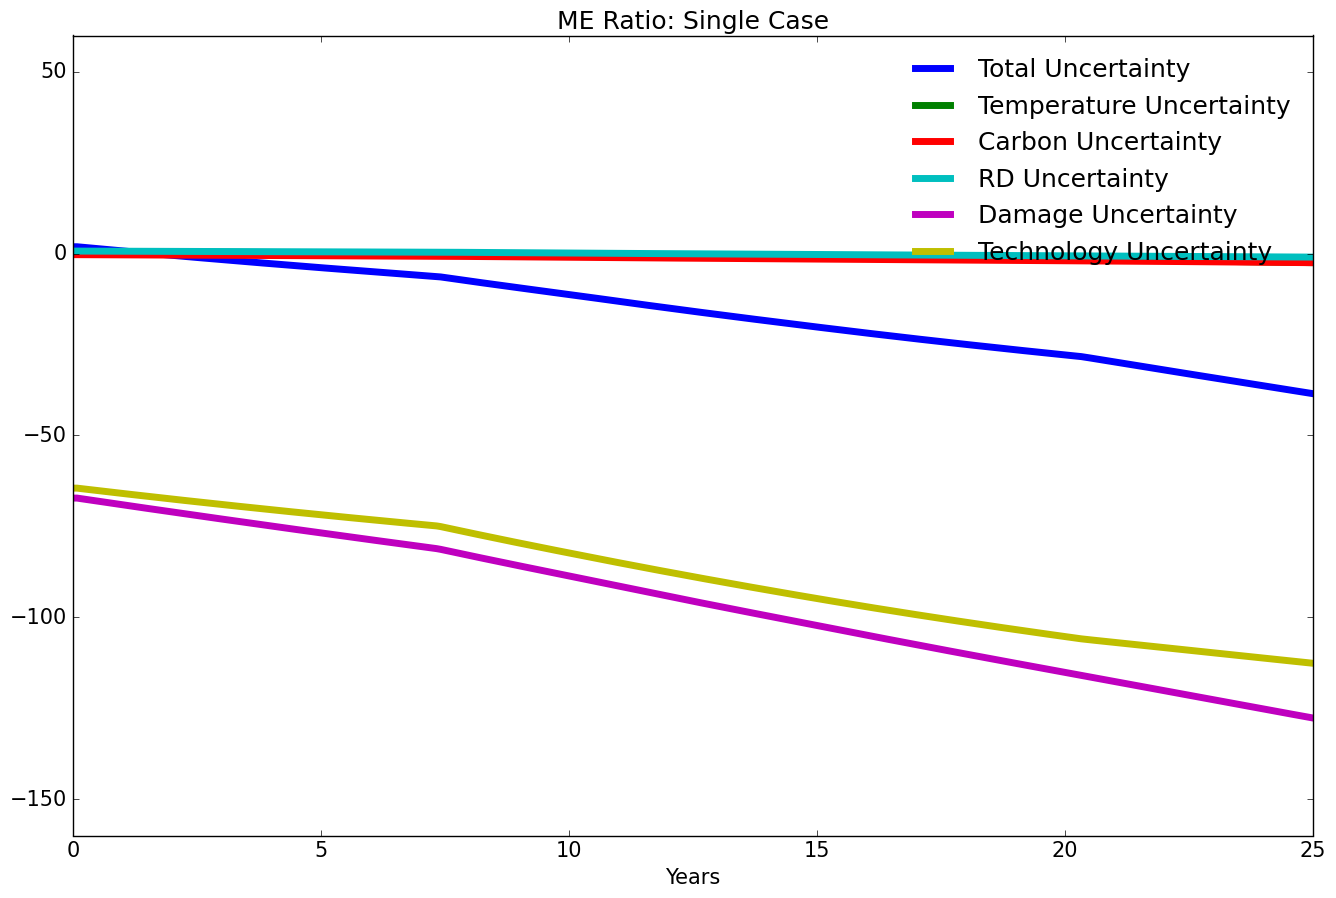 ME Ratio: Single Case
50
0
−50
−100
−150
Total Uncertainty
Temperature Uncertainty
Carbon Uncertainty
RD Uncertainty
Damage Uncertainty
Technology Uncertainty
0 5 10 15 20 25
Years